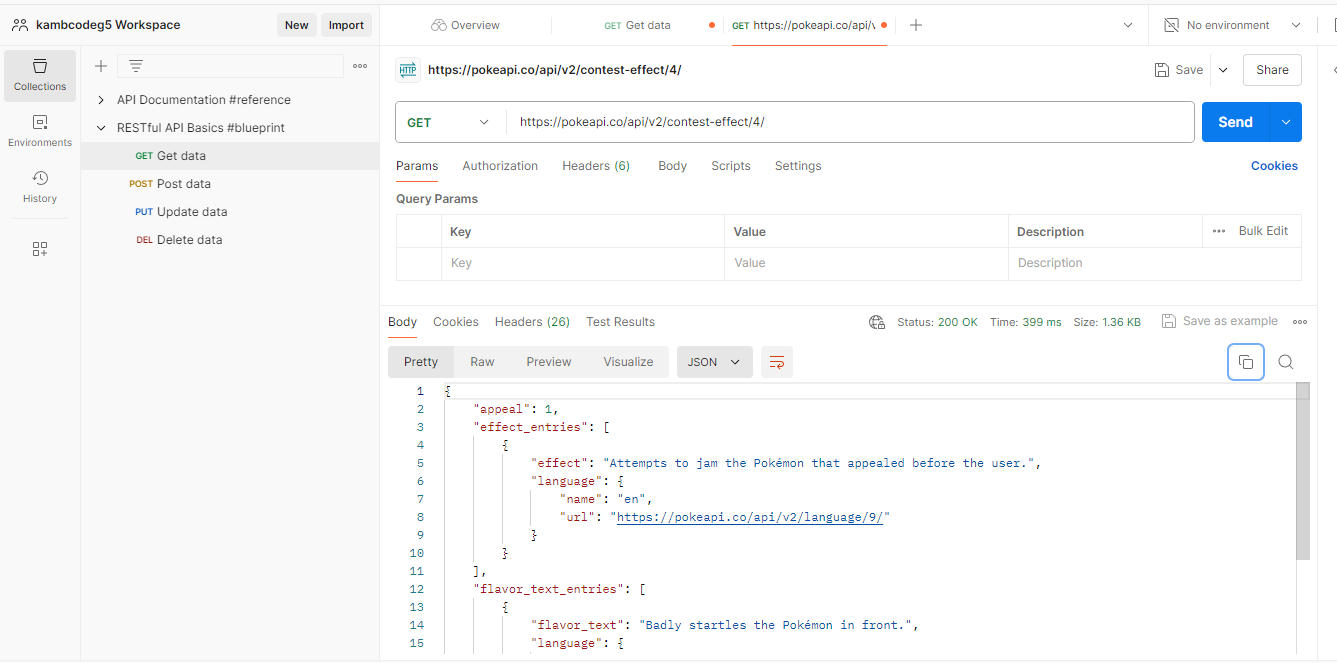 kambcodeg5 Workspace
New
Import
Overview
GET Get data
GET https://pokeapi.co/api/v
No environment
Collections
Environments
History
API Documentation #reference
RESTful API Basics #blueprint
GET Get data
POST Post data
PUT Update data
DEL Delete data
HTTP https://pokeapi.co/api/v2/contest-effect/4/
Save
Share
GET
https://pokeapi.co/api/v2/contest-effect/4/
Send
Params Authorization Headers (6) Body Scripts Settings Cookies
Query Params
Key Value Description Bulk Edit
Key Value Description
Body Cookies Headers (26) Test Results Status: 200 OK Time: 399 ms Size: 1.36 KB Save as example
Pretty Raw Preview Visualize JSON
1 {
2 "appeal": 1,
3 "effect_entries": [
4 {
5 "effect": "Attempts to jam the Pokémon that appealed before the user.",
6 "language": {
7 "name": "en",
8 "url": "https://pokeapi.co/api/v2/language/9/"
9 }
10 }
11 ],
12 "flavor_text_entries": [
13 {
14 "flavor_text": "Badly startles the Pokémon in front.",
15 "language": {